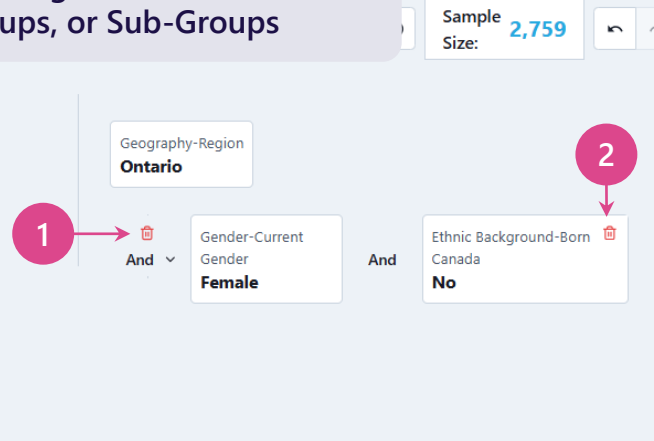 ups, or Sub-Groups
Sample
Size:
2,759
Geography-Region
Ontario
2
1
And
Gender-Current
Gender
Female
And
Ethnic Background-Born
Canada
No